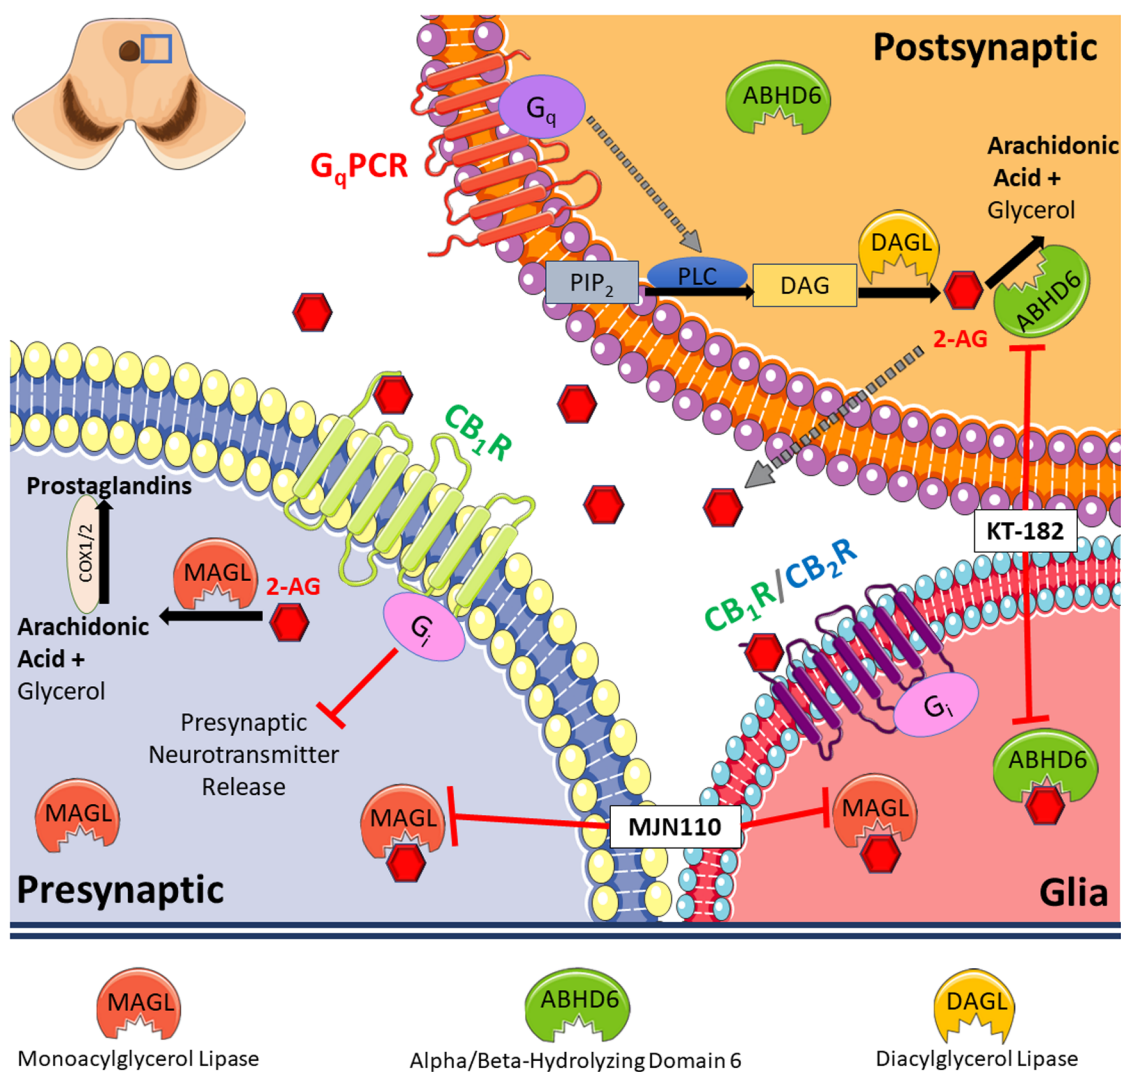 Postsynaptic
ABHD6
Gq
GqPCR
Arachidonic
Acid +
Glycerol
DAGL
PLC
PIP2
DAG
ABHD6
2-AG
CB1R
Prostaglandins
COX1/2
MAGL
2-AG
Arachidonic
Acid +
Glycerol
Gi
Presynaptic
Neurotransmitter
Release
KT-182
CB1R/CB2R
Gi
ABHD6
MAGL
MAGL
MJN110
MAGL
Presynaptic
Glia
MAGL
ABHD6
DAGL
Monoacylglycerol Lipase
Alpha/Beta-Hydrolyzing Domain 6
Diacylglycerol Lipase